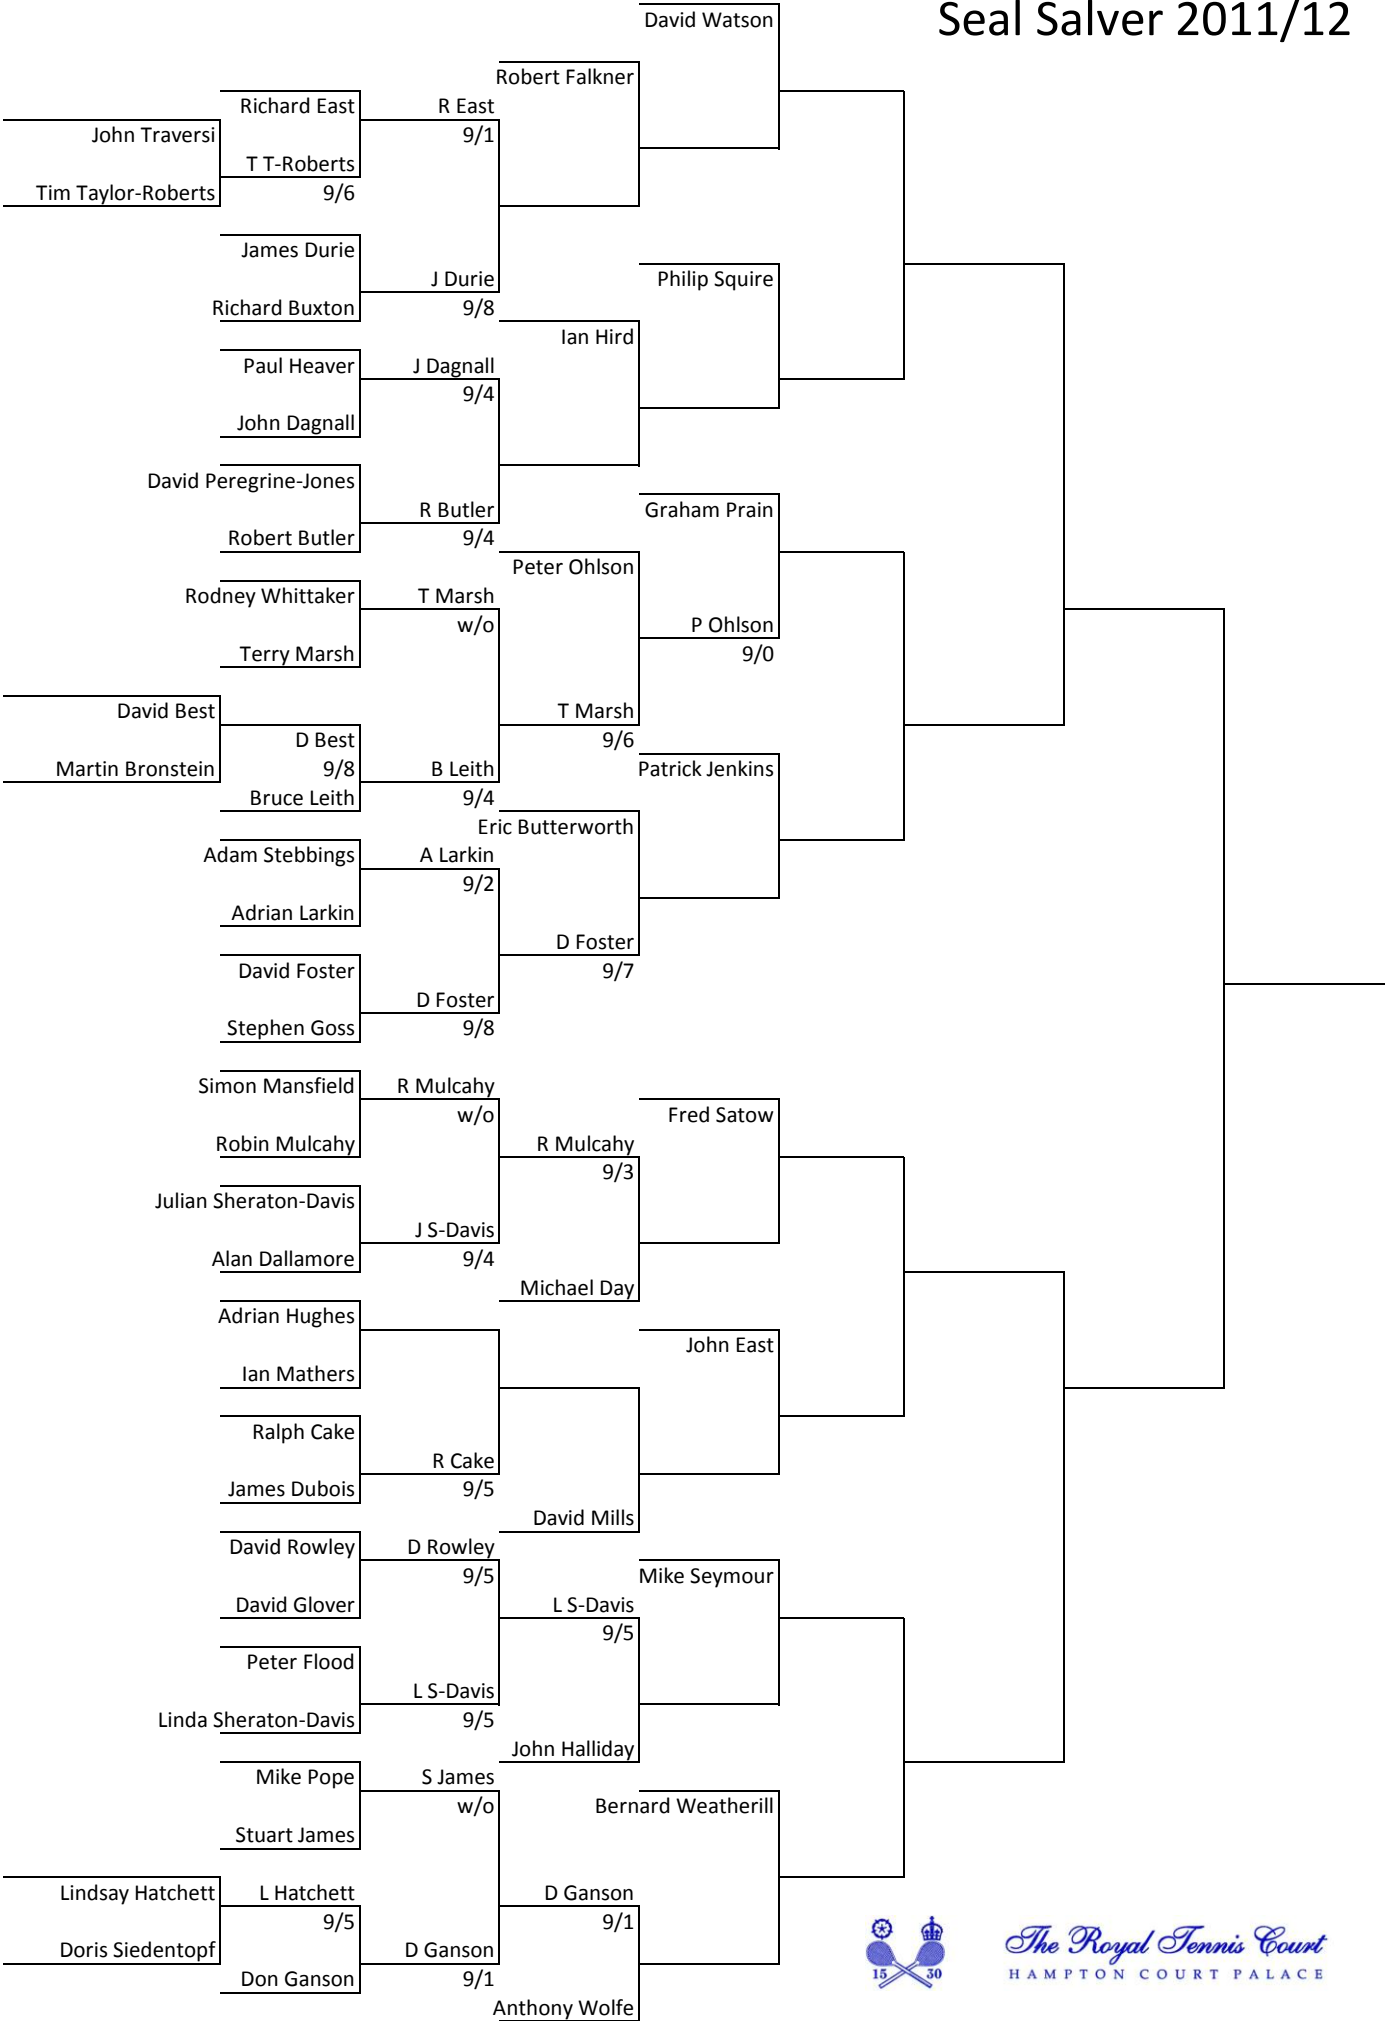 Seal Salver 2011/12
David Watson
Robert Falkner
Richard East
R East
John Traversi
9/1
T T-Roberts
Tim Taylor-Roberts
9/6
James Durie
J Durie
Philip Squire
Richard Buxton
9/8
Ian Hird
Paul Heaver
J Dagnall
9/4
John Dagnall
David Peregrine-Jones
R Butler
Graham Prain
Robert Butler
9/4
Peter Ohlson
Rodney Whittaker
T Marsh
w/o
P Ohlson
Terry Marsh
9/0
David Best
T Marsh
D Best
9/6
Martin Bronstein
9/8
B Leith
Patrick Jenkins
Bruce Leith
9/4
Eric Butterworth
Adam Stebbings
A Larkin
9/2
Adrian Larkin
D Foster
David Foster
9/7
D Foster
Stephen Goss
9/8
Simon Mansfield
R Mulcahy
w/o
Fred Satow
Robin Mulcahy
R Mulcahy
9/3
Julian Sheraton-Davis
J S-Davis
Alan Dallamore
9/4
Michael Day
Adrian Hughes
John East
Ian Mathers
Ralph Cake
R Cake
James Dubois
9/5
David Mills
David Rowley
D Rowley
9/5
Mike Seymour
David Glover
L S-Davis
9/5
Peter Flood
L S-Davis
Linda Sheraton-Davis
9/5
John Halliday
Mike Pope
S James
w/o
Bernard Weatherill
Stuart James
Lindsay Hatchett
L Hatchett
D Ganson
9/5
9/1
Doris Siedentopf
D Ganson
Don Ganson
9/1
Anthony Wolfe
15 30
The Royal Tennis Court
HAMPTON COURT PALACE